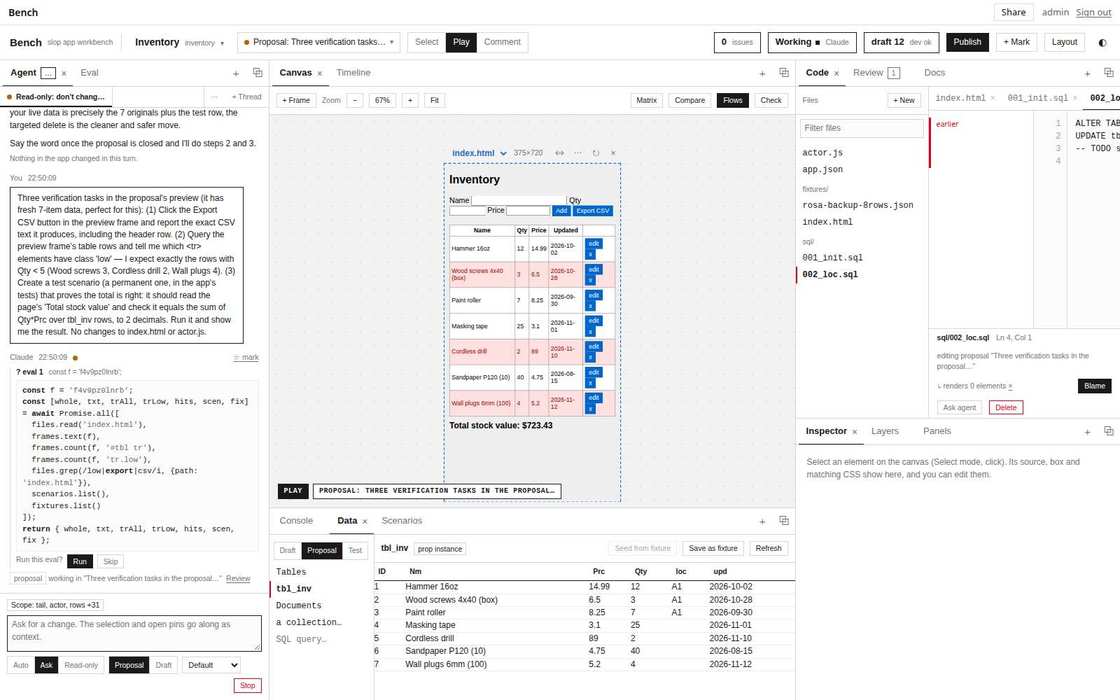 Bench
Share
admin
Sign out
Bench slop app workbench
Inventory inventory ▾
Proposal: Three verification tasks… ▾
Select
Play
Comment
0 issues
Working ■ Claude
draft 12 dev ok
Publish
+ Mark
Layout
Agent … ×
Eval
+
Read-only: don't chang…
…
+ Thread
your live data is precisely the 7 originals plus the test row, the
targeted delete is the cleaner and safer move.
Say the word once the proposal is closed and I'll do steps 2 and 3.
Nothing in the app changed in this turn.
You 22:50:09
Three verification tasks in the proposal's preview (it has
fresh 7-item data, perfect for this): (1) Click the Export
CSV button in the preview frame and report the exact CSV
text it produces, including the header row. (2) Query the
preview frame's table rows and tell me which <tr>
elements have class 'low' — I expect exactly the rows with
Qty < 5 (Wood screws 3, Cordless drill 2, Wall plugs 4). (3)
Create a test scenario (a permanent one, in the app's
tests) that proves the total is right: it should read the
page's 'Total stock value' and check it equals the sum of
Qty*Prc over tbl_inv rows, to 2 decimals. Run it and show
me the result. No changes to index.html or actor.js.
Claude 22:50:09
☆ mark
? eval 1 const f = 'f4v9pz0lnrb';
const f = 'f4v9pz0lnrb';
const [whole, txt, trAll, trLow, hits, scen, fix]
= await Promise.all([
files.read('index.html'),
frames.text(f),
frames.count(f, '#tbl tr'),
frames.count(f, 'tr.low'),
files.grep(/low|export|csv/i, {path:
'index.html'}),
scenarios.list(),
fixtures.list()
]);
return { whole, txt, trAll, trLow, hits, scen,
fix };
Run this eval?
Run
Skip
proposal working in "Three verification tasks in the proposal…" Review
Scope: tail, actor, rows +31
Ask for a change. The selection and open pins go along as
context.
Auto
Ask
Read-only
Proposal
Draft
Default
Stop
Canvas ×
Timeline
+
+ Frame
Zoom
−
67%
+
Fit
Matrix
Compare
Flows
Check
index.html
375×720
×
Inventory
Name
Qty
Price
Add
Export CSV
Name Qty Price Updated
Hammer 16oz 12 14.99 2026-10-02 edit x
Wood screws 4x40 (box) 3 6.5 2026-10-28 edit x
Paint roller 7 8.25 2026-09-30 edit x
Masking tape 25 3.1 2026-11-01 edit x
Cordless drill 2 89 2026-11-10 edit x
Sandpaper P120 (10) 40 4.75 2026-08-15 edit x
Wall plugs 6mm (100) 4 5.2 2026-11-12 edit x
Total stock value: $723.43
PLAY
PROPOSAL: THREE VERIFICATION TASKS IN THE PROPOSAL…
Console
Data ×
Scenarios
+
Draft
Proposal
Test
tbl_inv
prop instance
Seed from fixture
Save as fixture
Refresh
Tables
tbl_inv
Documents
a collection…
SQL query…
ID Nm Prc Qty loc upd
1 Hammer 16oz 14.99 12 A1 2026-10-02
2 Wood screws 4x40 (box) 6.5 3 A1 2026-10-28
3 Paint roller 8.25 7 A1 2026-09-30
4 Masking tape 3.1 25 2026-11-01
5 Cordless drill 89 2 2026-11-10
6 Sandpaper P120 (10) 4.75 40 2026-08-15
7 Wall plugs 6mm (100) 5.2 4 2026-11-12
Code ×
Review 1
Docs
+
Files
+ New
Filter files
actor.js
app.json
fixtures/
rosa-backup-8rows.json
index.html
sql/
001_init.sql
002_loc.sql
index.html ×
001_init.sql ×
002_lo
earlier
1 ALTER TAB
2 UPDATE tb
3 -- TODO s
4
sql/002_loc.sql Ln 4, Col 1
editing proposal "Three verification tasks in the
proposal…"
↳ renders 0 elements ×
Blame
Ask agent
Delete
Inspector ×
Layers
Panels
+
Select an element on the canvas (Select mode, click). Its source, box and
matching CSS show here, and you can edit them.